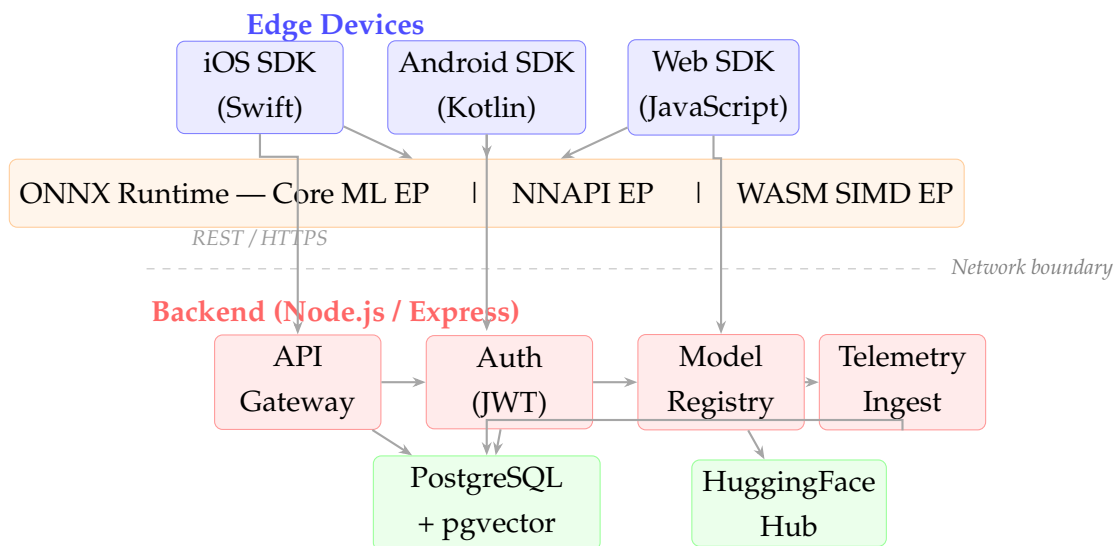 Edge Devices
iOS SDK
(Swift)
Android SDK
(Kotlin)
Web SDK
(JavaScript)
ONNX Runtime — Core ML EP | NNAPI EP | WASM SIMD EP
REST / HTTPS
Network boundary
Backend (Node.js / Express)
API
Gateway
Auth
(JWT)
Model
Registry
Telemetry
Ingest
PostgreSQL
+ pgvector
HuggingFace
Hub